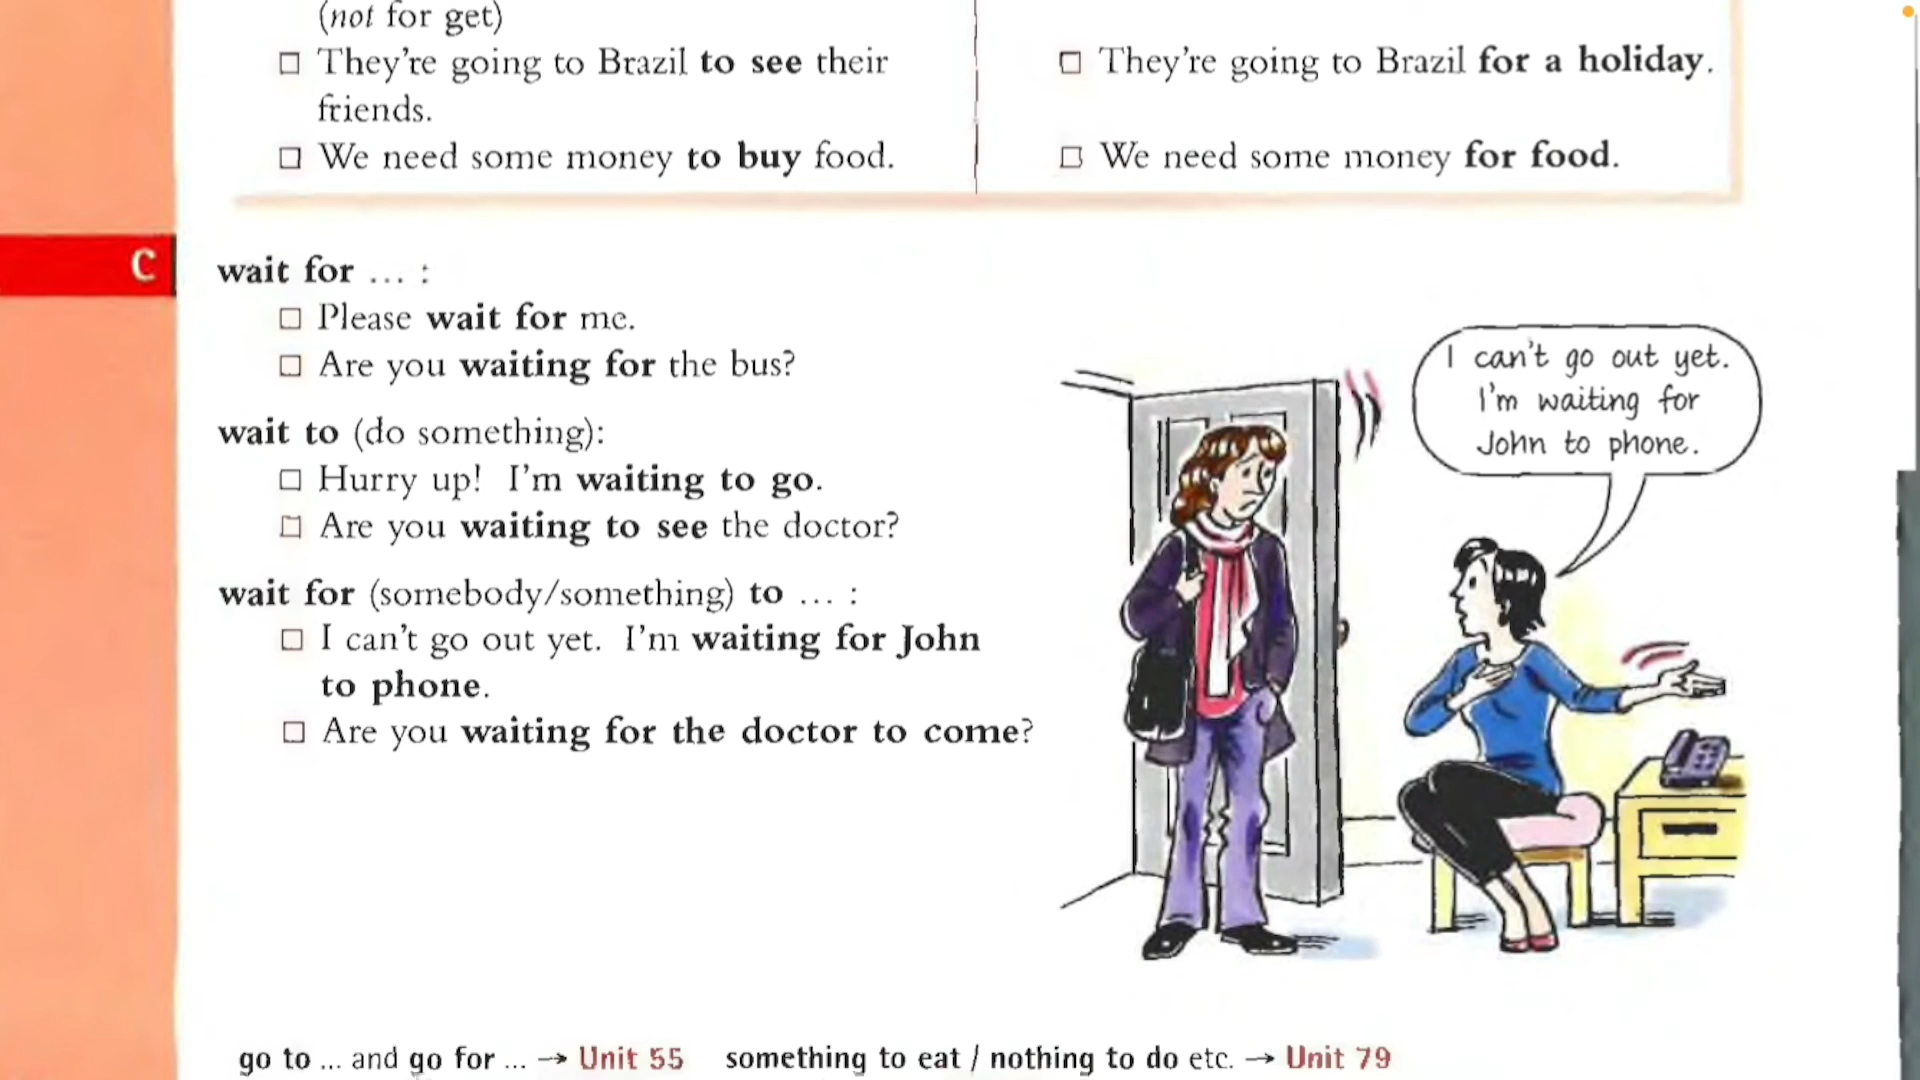 (not for get)
□ They're going to Brazil to see their
friends.
□ We need some money to buy food.
□ They're going to Brazil for a holiday.
□ We need some money for food.
C
wait for ... :
□ Please wait for me.
□ Are you waiting for the bus?
wait to (do something):
□ Hurry up! I'm waiting to go.
□ Are you waiting to see the doctor?
wait for (somebody/something) to ... :
□ I can't go out yet. I'm waiting for John
to phone.
□ Are you waiting for the doctor to come?
I can't go out yet.
I'm waiting for
John to phone.
go to ... and go for ... → Unit 55 something to eat / nothing to do etc. → Unit 79